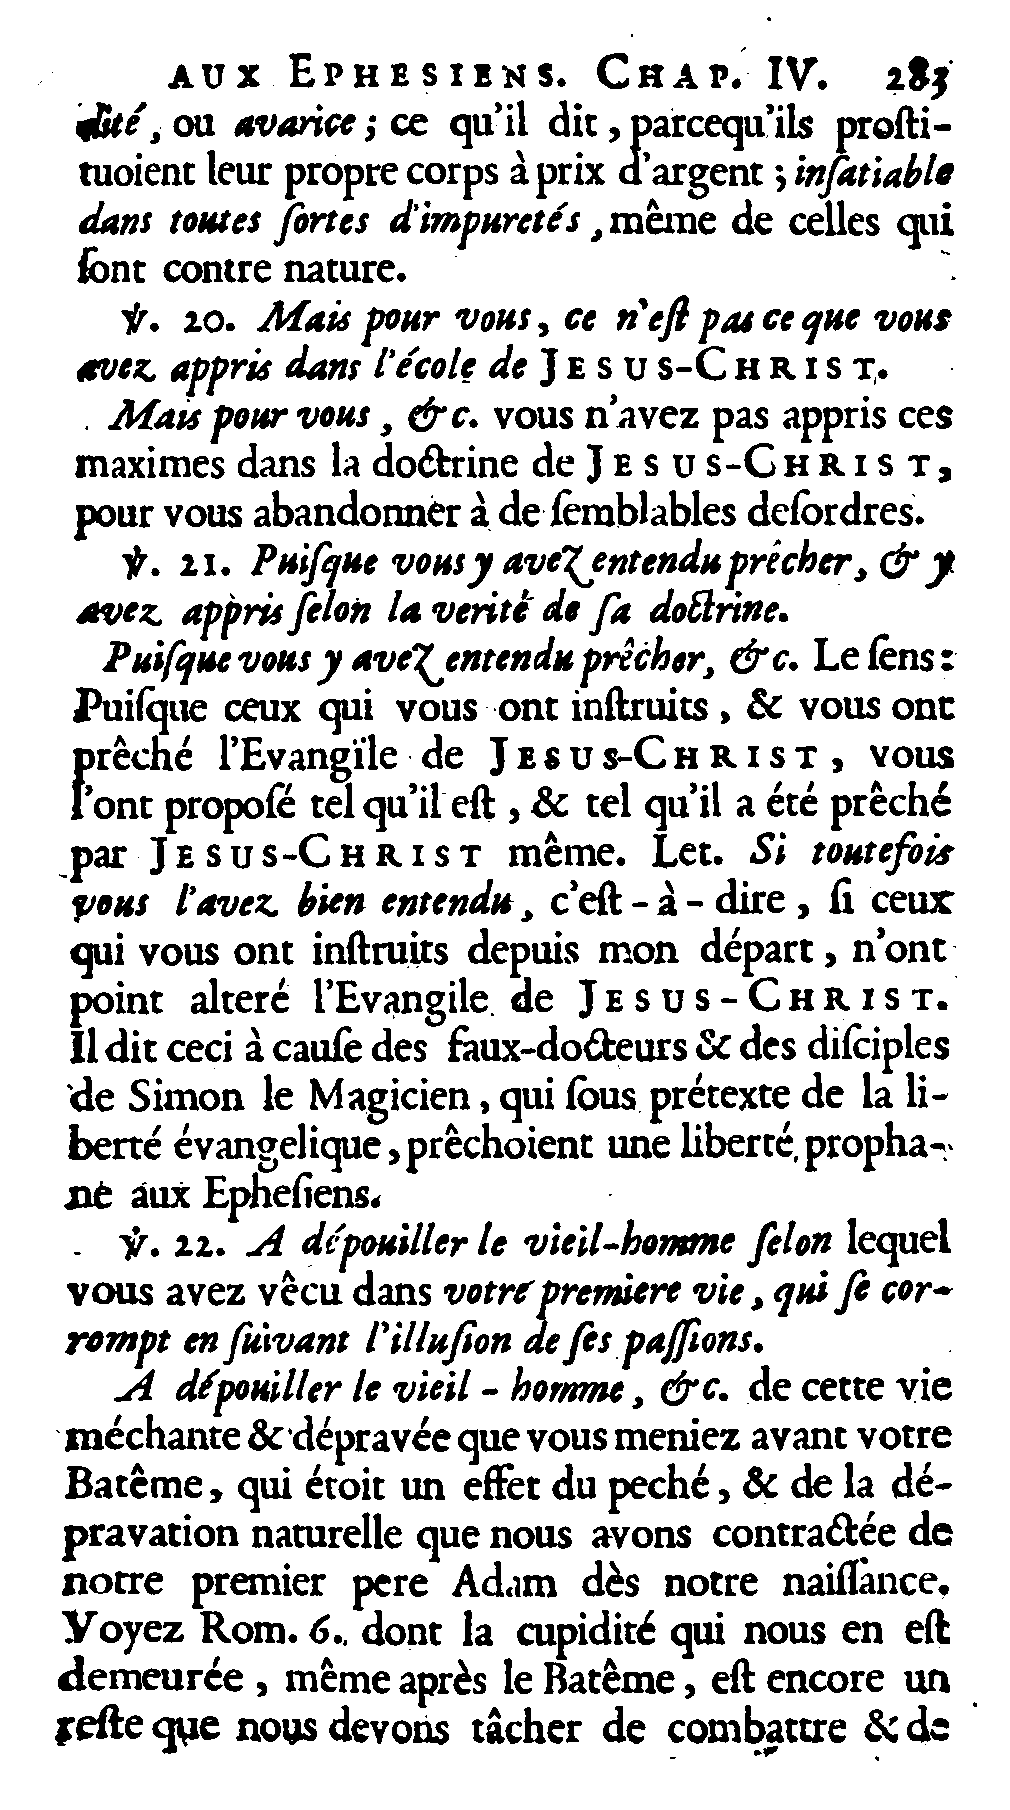 AUX EPHESIENS. CHAP. IV. 283
dité, ou avarice; ce qu'il dit, parcequ'ils prosti-
tuoient leur propre corps à prix d'argent; insatiable
dans toutes sortes d'impuretés, même de celles qui
sont contre nature.
℣. 20. Mais pour vous, ce n'est pas ce que vous
avez appris dans l'école de JESUS-CHRIST.
Mais pour vous, &c. vous n'avez pas appris ces
maximes dans la doctrine de JESUS-CHRIST,
pour vous abandonner à de semblables desordres.
℣. 21. Puisque vous y avez entendu prêcher, & y
avez appris selon la verité de sa doctrine.
Puisque vous y avez entendu prêcher, &c. Le sens:
Puisque ceux qui vous ont instruits, & vous ont
prêché l'Evangïle de JESUS-CHRIST, vous
l'ont proposé tel qu'il est, & tel qu'il a été prêché
par JESUS-CHRIST même. Let. Si toutefois
vous l'avez bien entendu, c'est-à-dire, si ceux
qui vous ont instruits depuis mon départ, n'ont
point alteré l'Evangile de JESUS-CHRIST.
Il dit ceci à cause des faux-docteurs & des disciples
de Simon le Magicien, qui sous prétexte de la li-
berté évangelique, prêchoient une liberté propha-
ne aux Ephesiens.
℣. 22. A dépouiller le vieil-homme selon lequel
vous avez vêcu dans votre premiere vie, qui se cor-
rompt en suivant l'illusion de ses passions.
A dépouiller le vieil-homme, &c. de cette vie
méchante & dépravée que vous meniez avant votre
Batême, qui étoit un effet du peché, & de la dé-
pravation naturelle que nous avons contractée de
notre premier pere Adam dès notre naissance.
Voyez Rom. 6. dont la cupidité qui nous en est
demeurée, même après le Batême, est encore un
reste que nous devons tâcher de combattre & de